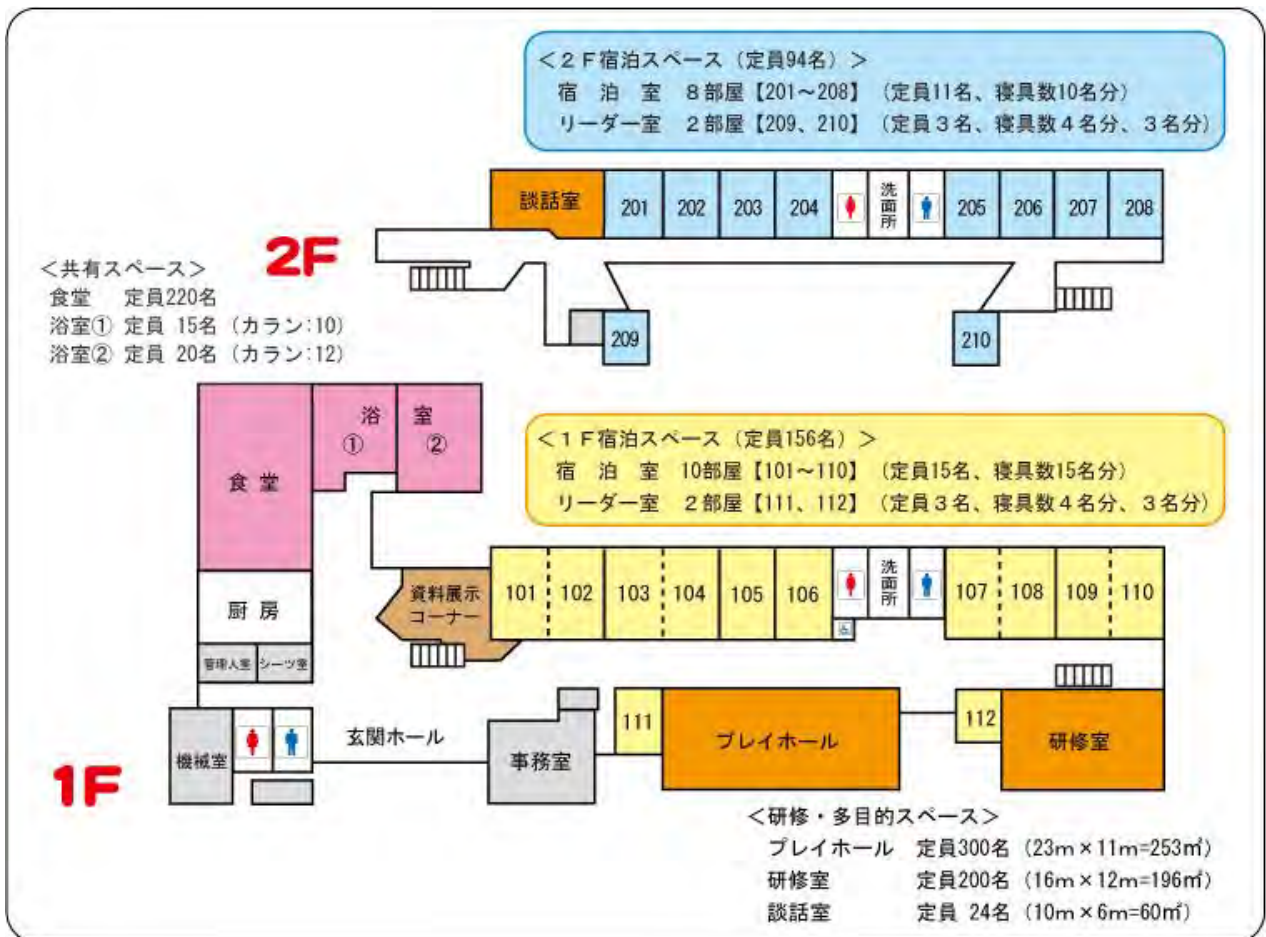 <2F宿泊スペース(定員94名)>
宿 泊 室 8部屋【201~208】(定員11名、寝具数10名分)
リーダー室 2部屋【209、210】(定員3名、寝具数4名分、3名分)
談話室
201
202
203
204
洗面所
205
206
207
208
2F
209
210
<共有スペース>
食堂 定員220名
浴室① 定員 15名(カラン:10)
浴室② 定員 20名(カラン:12)
浴 室
① ②
食 堂
<1F宿泊スペース(定員156名)>
宿 泊 室 10部屋【101~110】(定員15名、寝具数15名分)
リーダー室 2部屋【111、112】(定員3名、寝具数4名分、3名分)
厨 房
資料展示
コーナー
101
102
103
104
105
106
洗面所
107
108
109
110
管理人室
シーツ室
機械室
玄関ホール
事務室
111
プレイホール
112
研修室
1F
<研修・多目的スペース>
プレイホール 定員300名(23m×11m=253㎡)
研修室 定員200名(16m×12m=196㎡)
談話室 定員 24名(10m×6m=60㎡)